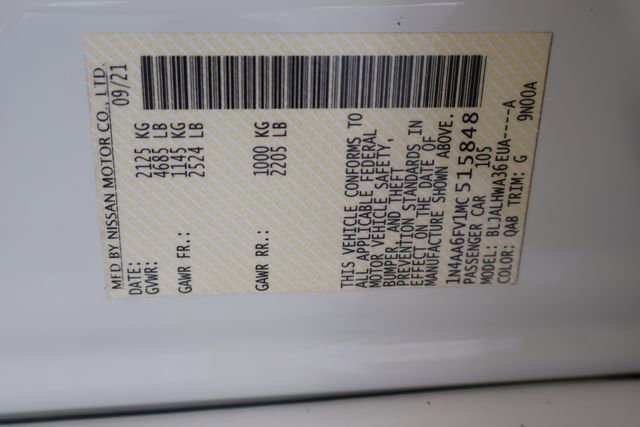 MFD BY NISSAN MOTOR CO., LTD.
DATE: 09/21
GVWR: 2125 KG
4685 LB
GAWR FR.: 1145 KG
2524 LB
GAWR RR.: 1000 KG
2205 LB
THIS VEHICLE CONFORMS TO
ALL APPLICABLE FEDERAL
MOTOR VEHICLE SAFETY,
BUMPER, AND THEFT
PREVENTION STANDARDS IN
EFFECT ON THE DATE OF
MANUFACTURE SHOWN ABOVE.
1N4AA6FV1MC515848
PASSENGER CAR 105
MODEL: BLJALHWA36EUA----A
COLOR: QAB TRIM: G 9N00A